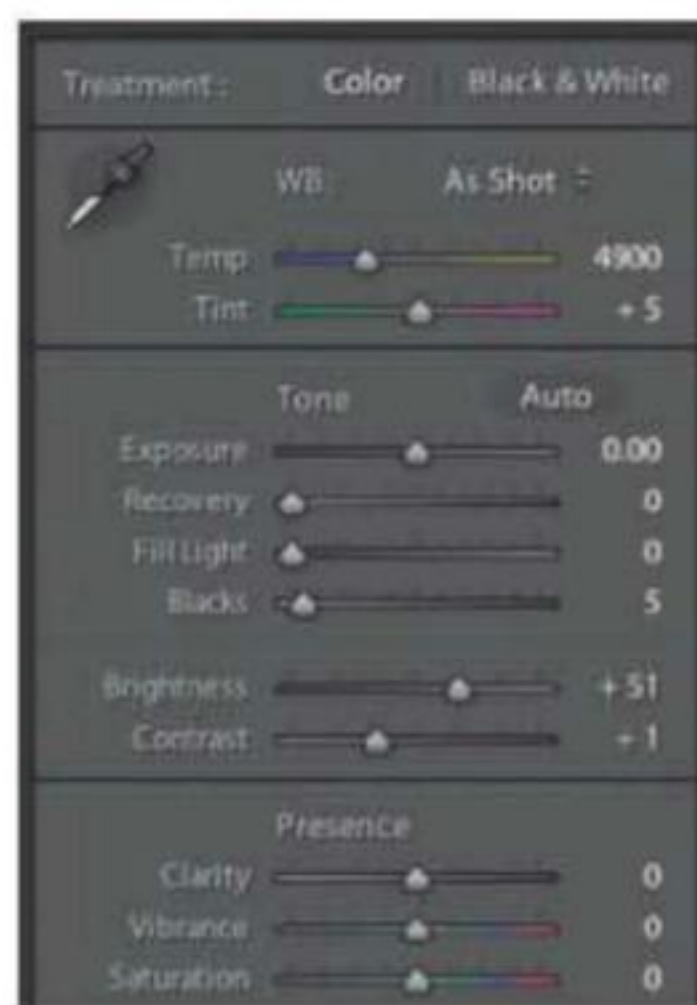 Treatment : Color Black & White
WB: As Shot
Temp 4900
Tint + 5
Tone Auto
Exposure 0.00
Recovery 0
Fill Light 0
Blacks 5
Brightness + 51
Contrast + 1
Presence
Clarity 0
Vibrance 0
Saturation 0